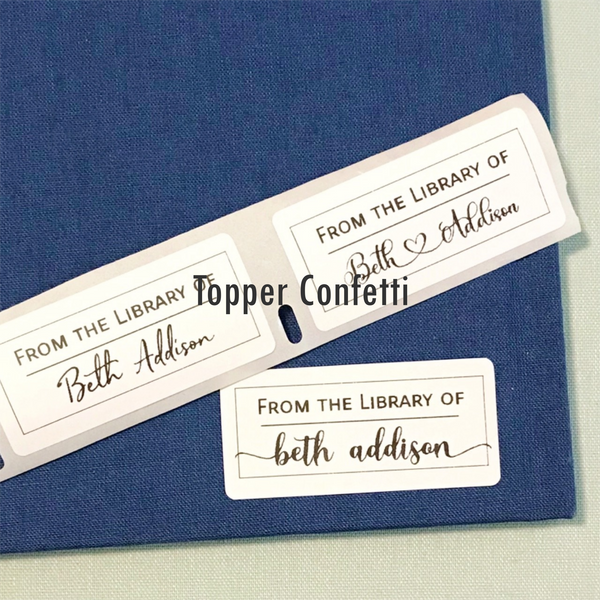 From the Library of
Beth Addison
From the Library of
Beth Addison
Topper Confetti
From the Library of
beth addison